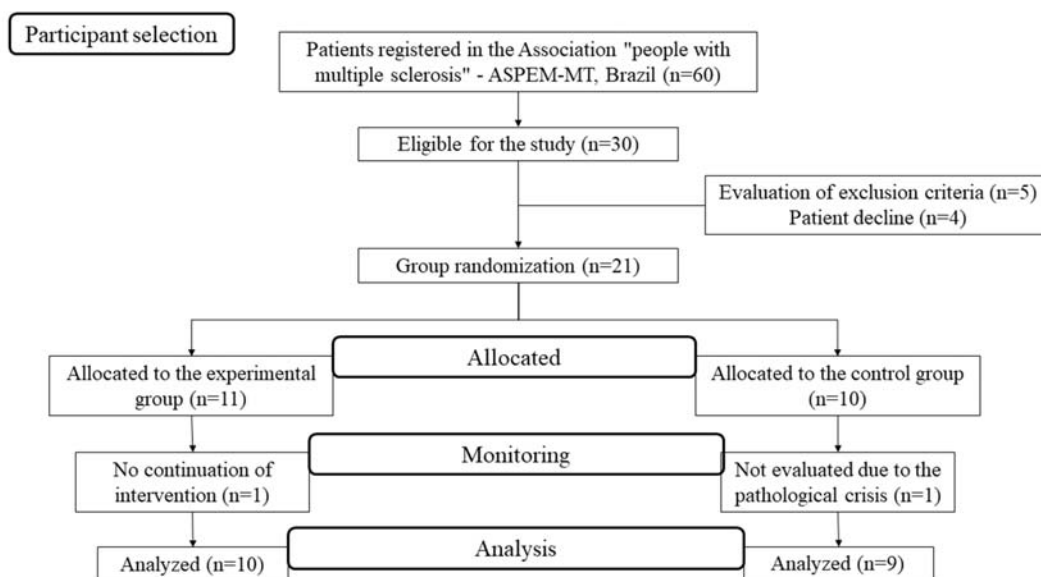 Participant selection
Patients registered in the Association "people with
multiple sclerosis" - ASPEM-MT, Brazil (n=60)
Eligible for the study (n=30)
Evaluation of exclusion criteria (n=5)
Patient decline (n=4)
Group randomization (n=21)
Allocated
Allocated to the experimental
group (n=11)
Allocated to the control group
(n=10)
Monitoring
No continuation of
intervention (n=1)
Not evaluated due to the
pathological crisis (n=1)
Analysis
Analyzed (n=10)
Analyzed (n=9)